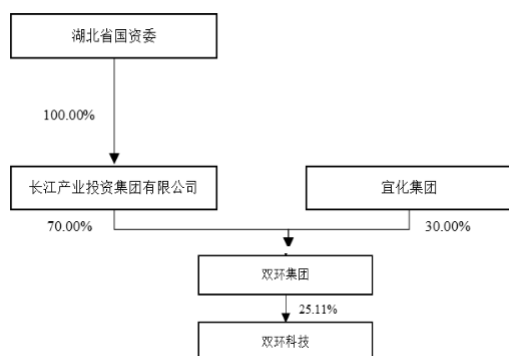 湖北省国资委
100.00%
长江产业投资集团有限公司
宜化集团
70.00%
30.00%
双环集团
25.11%
双环科技